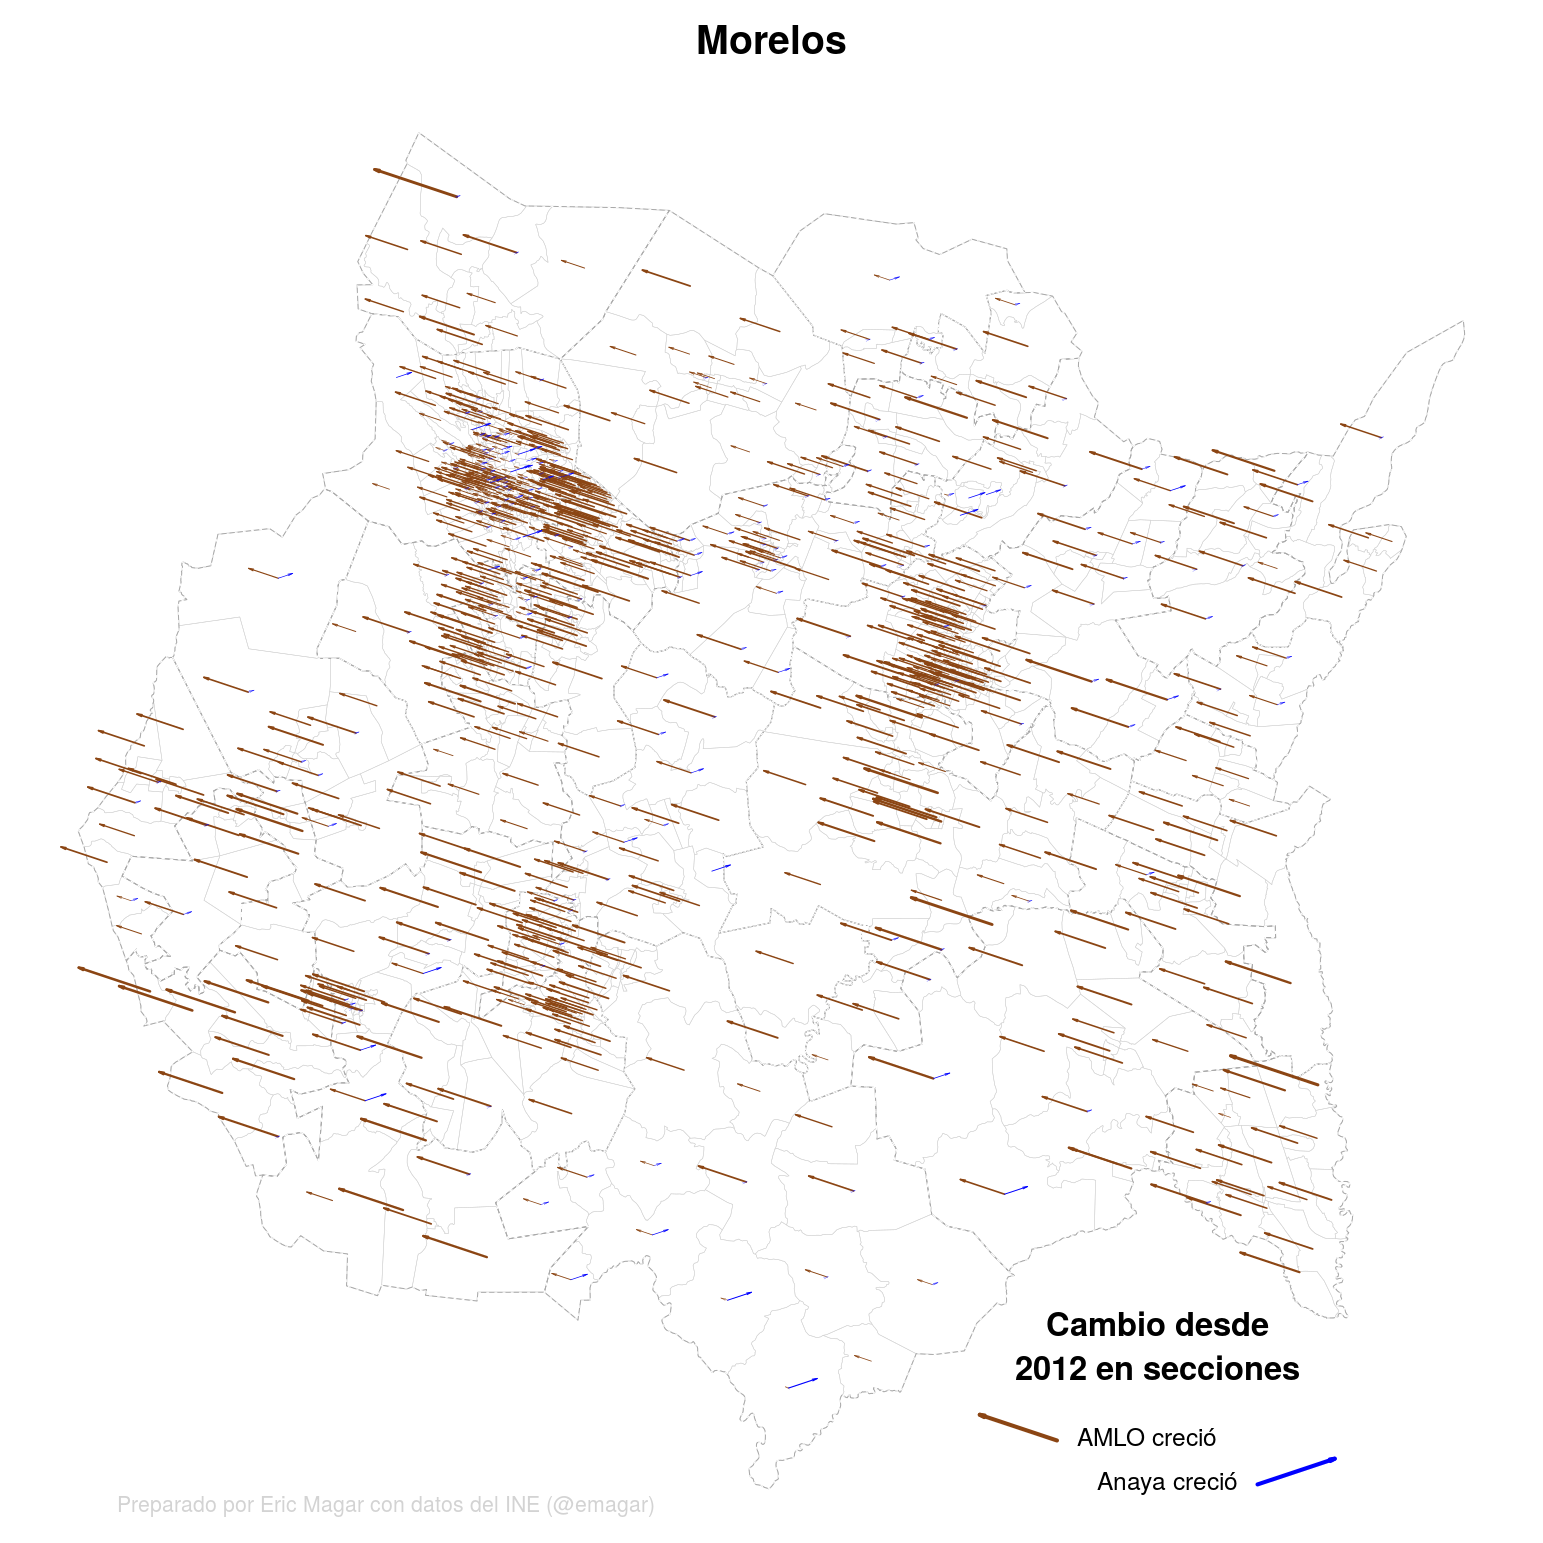 Morelos
Cambio desde
2012 en secciones
AMLO creció
Anaya creció
Preparado por Eric Magar con datos del INE (@emagar)